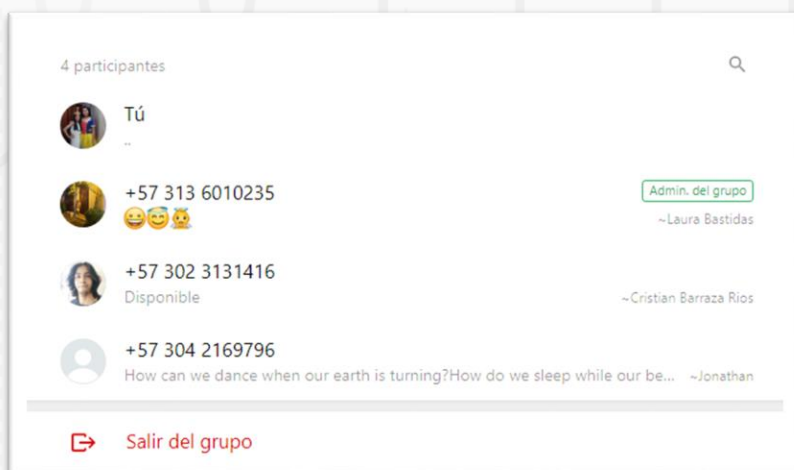 4 participantes
Tú
..
+57 313 6010235
Admin. del grupo
😀😇👼
~Laura Bastidas
+57 302 3131416
Disponible
~Cristian Barraza Rios
+57 304 2169796
How can we dance when our earth is turning?How do we sleep while our be...
~Jonathan
Salir del grupo